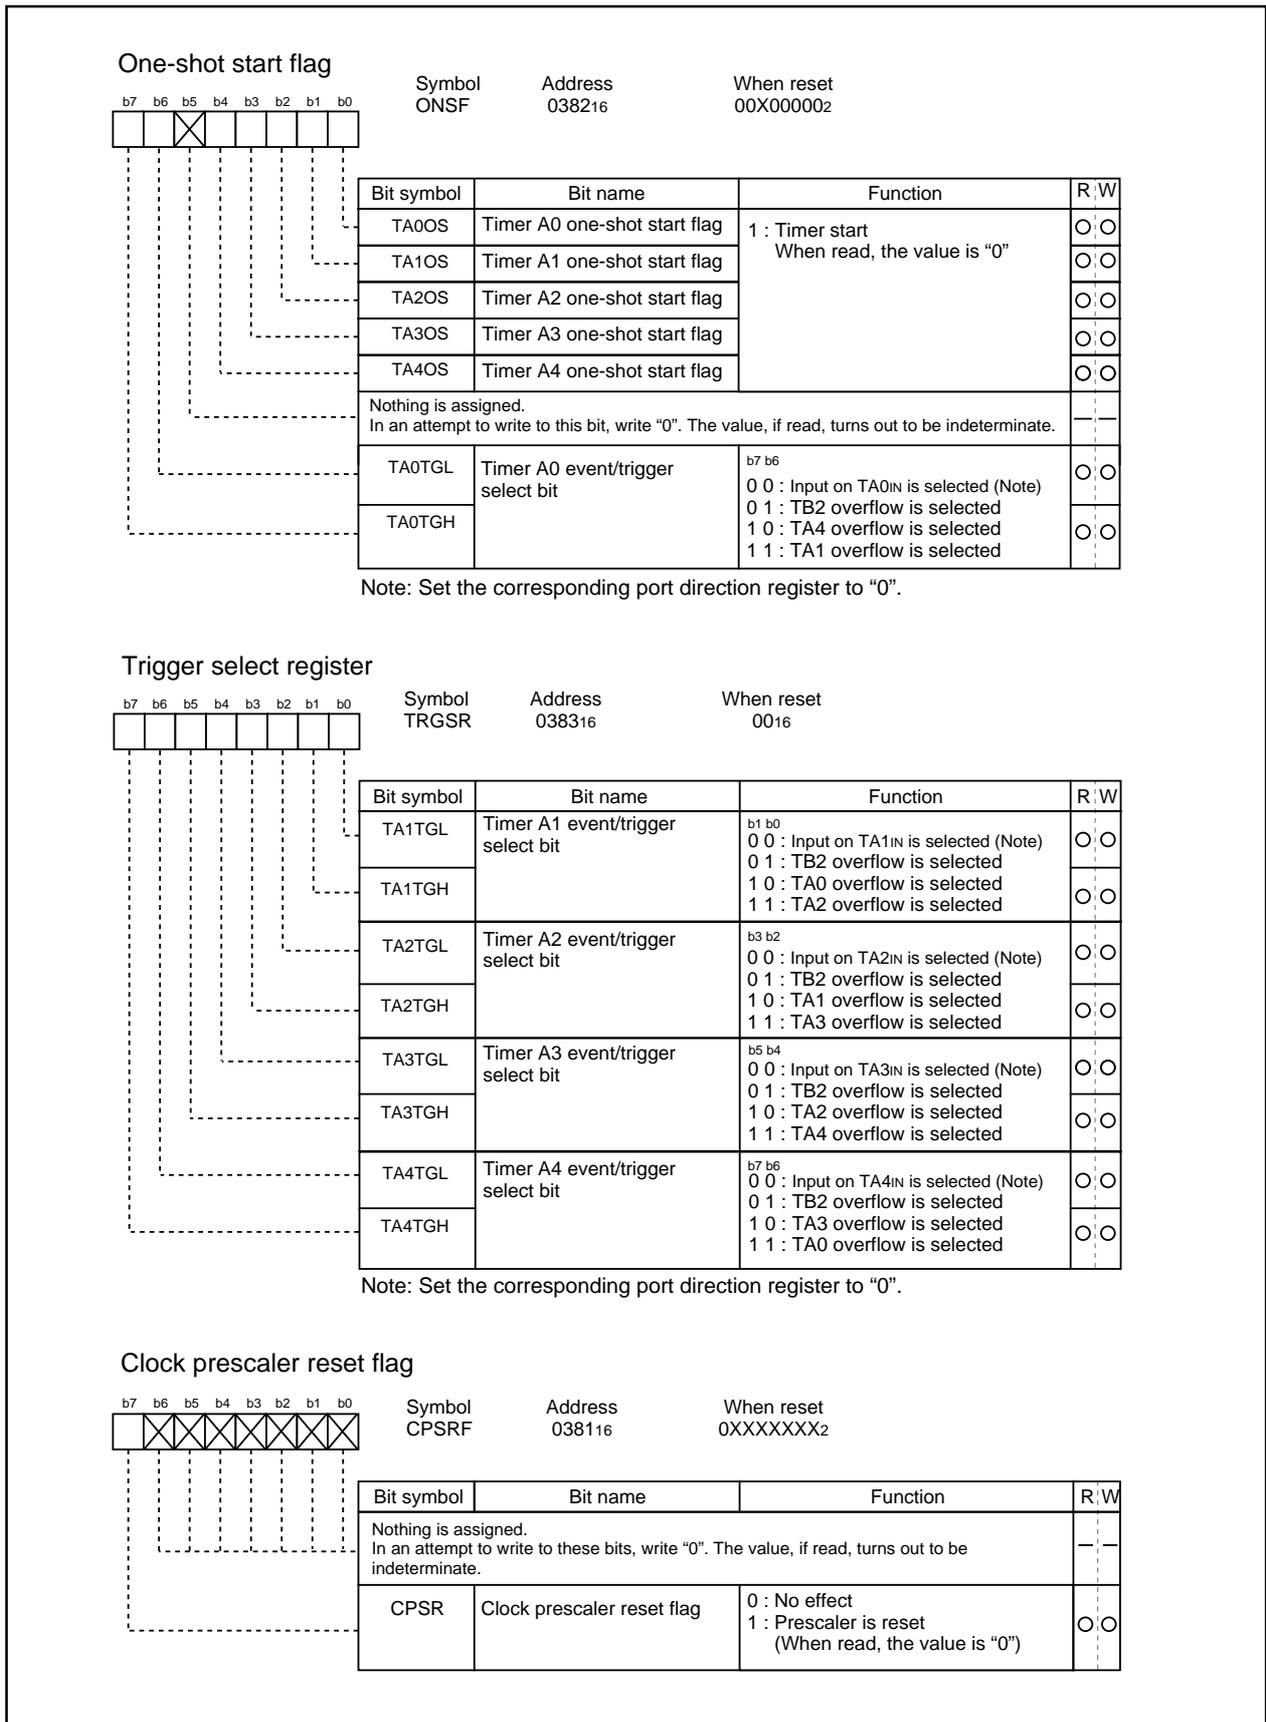 One-shot start flag
Symbol Address When reset
ONSF 038216 00X000002
b7 b6 b5 b4 b3 b2 b1 b0
Bit symbol Bit name Function R W
TA0OS Timer A0 one-shot start flag 1 : Timer start
When read, the value is “0”
TA1OS Timer A1 one-shot start flag
TA2OS Timer A2 one-shot start flag
TA3OS Timer A3 one-shot start flag
TA4OS Timer A4 one-shot start flag
Nothing is assigned.
In an attempt to write to this bit, write “0”. The value, if read, turns out to be indeterminate.
TA0TGL Timer A0 event/trigger
select bit
b7 b6
0 0 : Input on TA0IN is selected (Note)
0 1 : TB2 overflow is selected
TA0TGH
1 0 : TA4 overflow is selected
1 1 : TA1 overflow is selected
Note: Set the corresponding port direction register to “0”.
Trigger select register
Symbol Address When reset
TRGSR 038316 0016
b7 b6 b5 b4 b3 b2 b1 b0
Bit symbol Bit name Function R W
TA1TGL Timer A1 event/trigger
select bit
b1 b0
0 0 : Input on TA1IN is selected (Note)
0 1 : TB2 overflow is selected
TA1TGH
1 0 : TA0 overflow is selected
1 1 : TA2 overflow is selected
TA2TGL Timer A2 event/trigger
select bit
b3 b2
0 0 : Input on TA2IN is selected (Note)
0 1 : TB2 overflow is selected
TA2TGH
1 0 : TA1 overflow is selected
1 1 : TA3 overflow is selected
TA3TGL Timer A3 event/trigger
select bit
b5 b4
0 0 : Input on TA3IN is selected (Note)
0 1 : TB2 overflow is selected
TA3TGH
1 0 : TA2 overflow is selected
1 1 : TA4 overflow is selected
TA4TGL Timer A4 event/trigger
select bit
b7 b6
0 0 : Input on TA4IN is selected (Note)
0 1 : TB2 overflow is selected
TA4TGH
1 0 : TA3 overflow is selected
1 1 : TA0 overflow is selected
Note: Set the corresponding port direction register to “0”.
Clock prescaler reset flag
Symbol Address When reset
CPSRF 038116 0XXXXXXX2
b7 b6 b5 b4 b3 b2 b1 b0
Bit symbol Bit name Function R W
Nothing is assigned.
In an attempt to write to these bits, write “0”. The value, if read, turns out to be
indeterminate.
CPSR Clock prescaler reset flag 0 : No effect
1 : Prescaler is reset
(When read, the value is “0”)